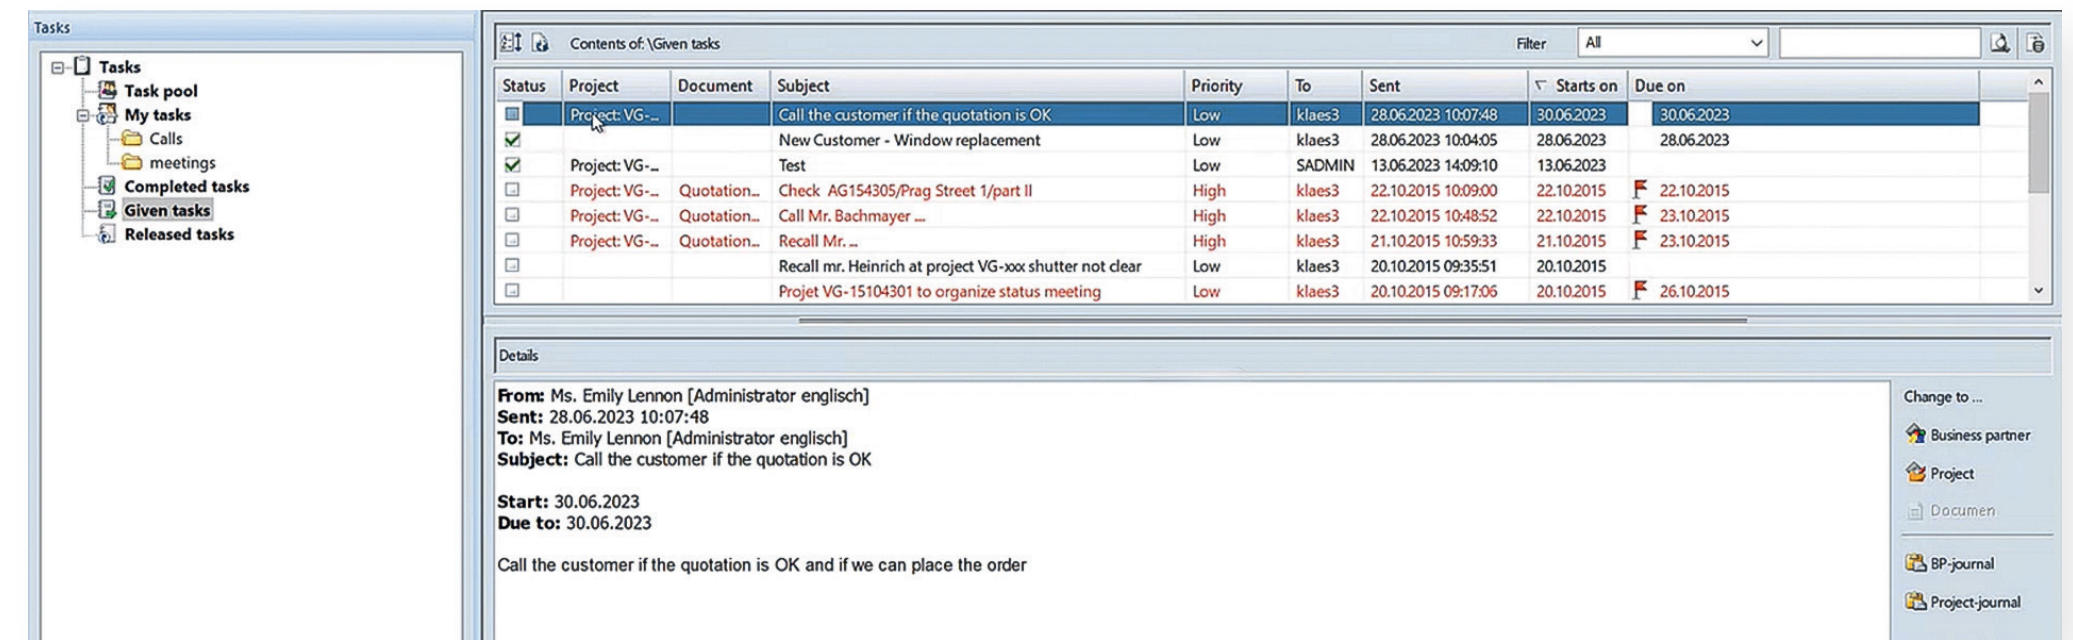 Tasks
Tasks
Task pool
My tasks
Calls
meetings
Completed tasks
Given tasks
Released tasks
Contents of: \Given tasks Filter All
Status Project Document Subject Priority To Sent Starts on Due on
Project: VG-... Call the customer if the quotation is OK Low klaes3 28.06.2023 10:07:48 30.06.2023 30.06.2023
New Customer - Window replacement Low klaes3 28.06.2023 10:04:05 28.06.2023 28.06.2023
Project: VG-... Test Low SADMIN 13.06.2023 14:09:10 13.06.2023
Project: VG-... Quotation... Check AG154305/Prag Street 1/part II High klaes3 22.10.2015 10:09:00 22.10.2015 22.10.2015
Project: VG-... Quotation... Call Mr. Bachmayer ... High klaes3 22.10.2015 10:48:52 22.10.2015 23.10.2015
Project: VG-... Quotation... Recall Mr. ... High klaes3 21.10.2015 10:59:33 21.10.2015 23.10.2015
Recall mr. Heinrich at project VG-xxx shutter not clear Low klaes3 20.10.2015 09:35:51 20.10.2015
Projet VG-15104301 to organize status meeting Low klaes3 20.10.2015 09:17:06 20.10.2015 26.10.2015
Details
From: Ms. Emily Lennon [Administrator englisch]
Sent: 28.06.2023 10:07:48
To: Ms. Emily Lennon [Administrator englisch]
Subject: Call the customer if the quotation is OK
Start: 30.06.2023
Due to: 30.06.2023
Call the customer if the quotation is OK and if we can place the order
Change to ...
Business partner
Project
Documen
BP-journal
Project-journal